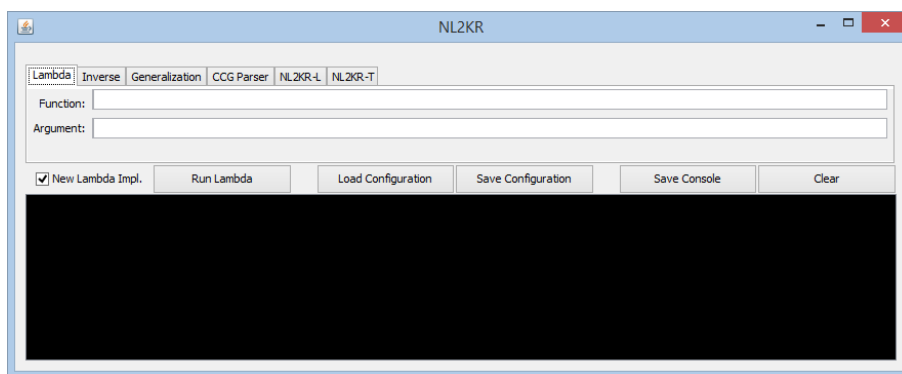 NL2KR
Lambda Inverse Generalization CCG Parser NL2KR-L NL2KR-T
Function:
Argument:
New Lambda Impl. Run Lambda Load Configuration Save Configuration Save Console Clear